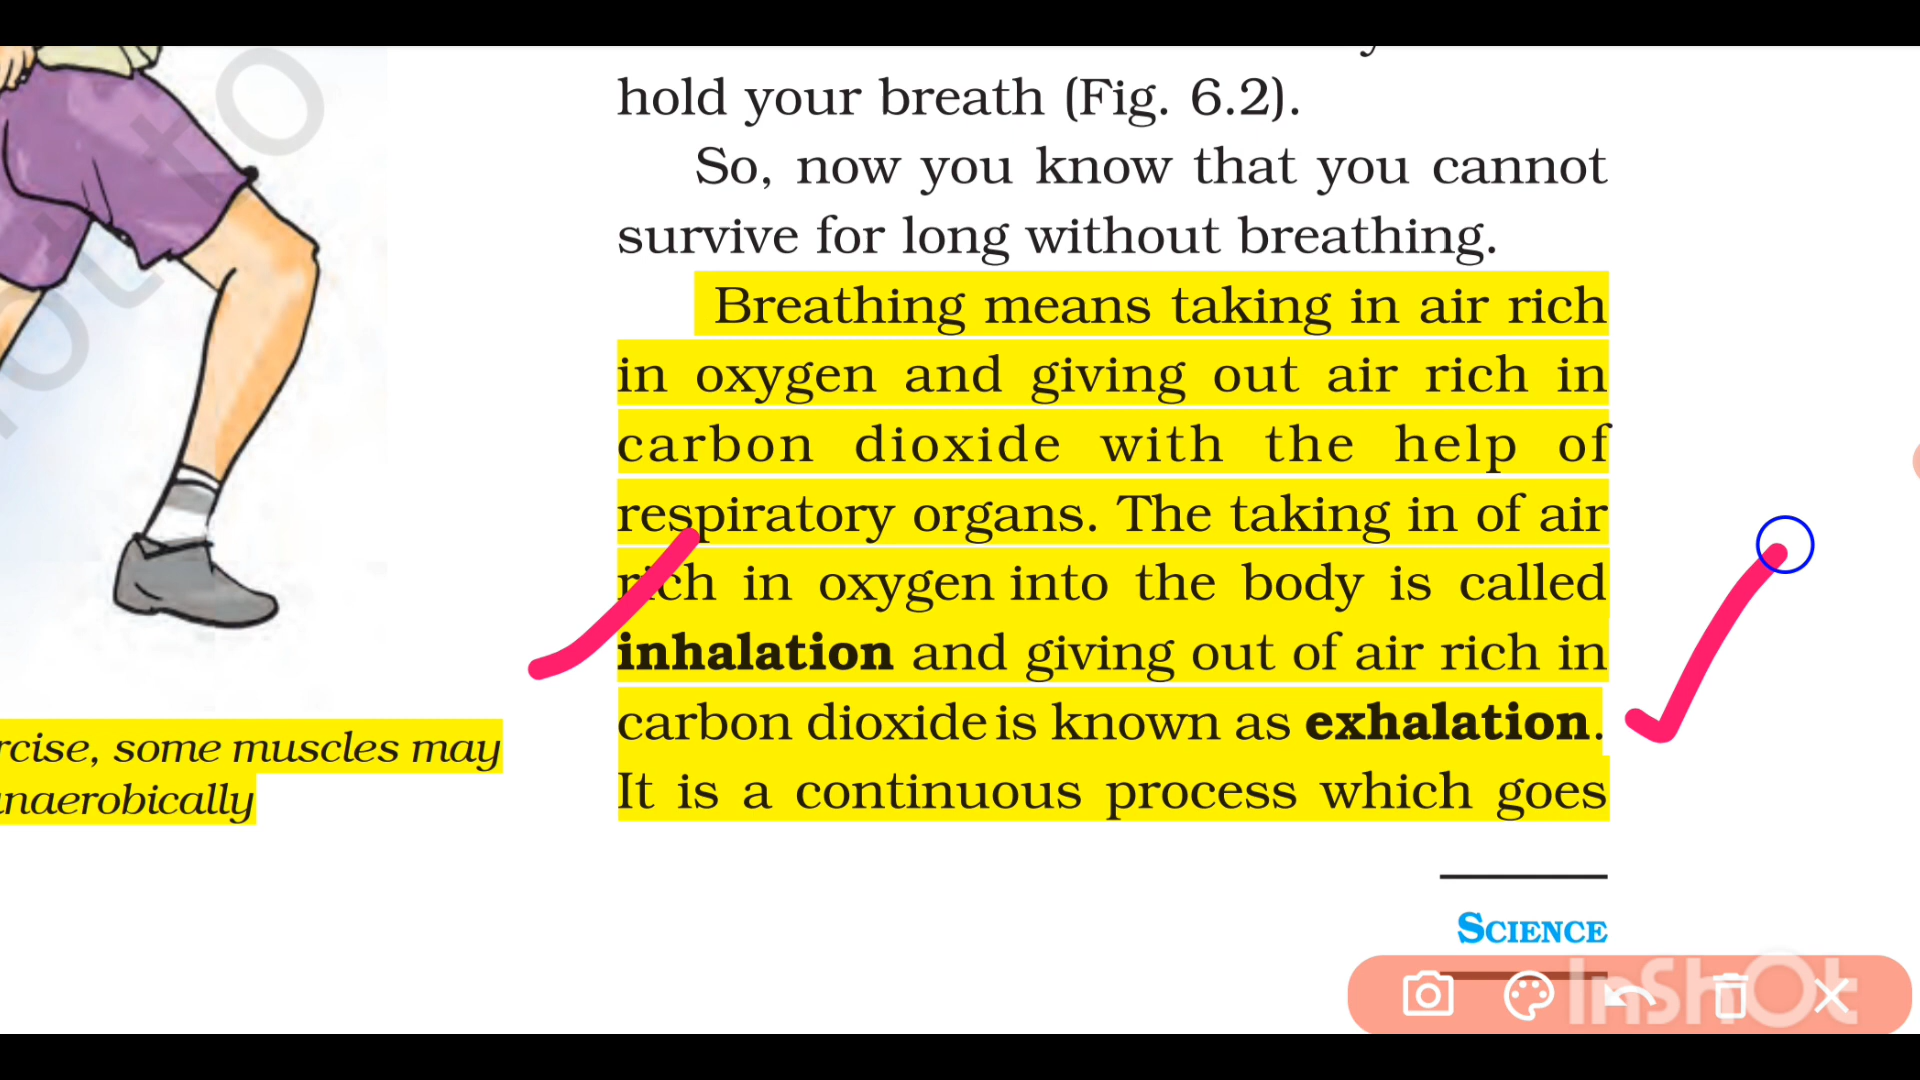 hold your breath (Fig. 6.2).
So, now you know that you cannot
survive for long without breathing.
Breathing means taking in air rich
in oxygen and giving out air rich in
carbon dioxide with the help of
respiratory organs. The taking in of air
rich in oxygen into the body is called
inhalation and giving out of air rich in
carbon dioxide is known as exhalation.
It is a continuous process which goes
rcise, some muscles may
naerobically
SCIENCE
InShOt